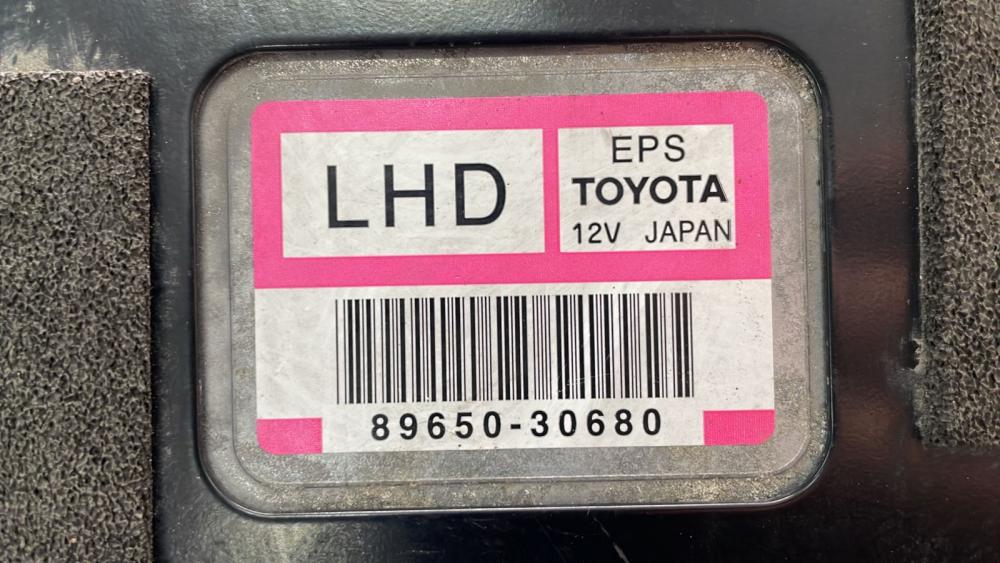 LHD
EPS
TOYOTA
12V JAPAN
89650-30680